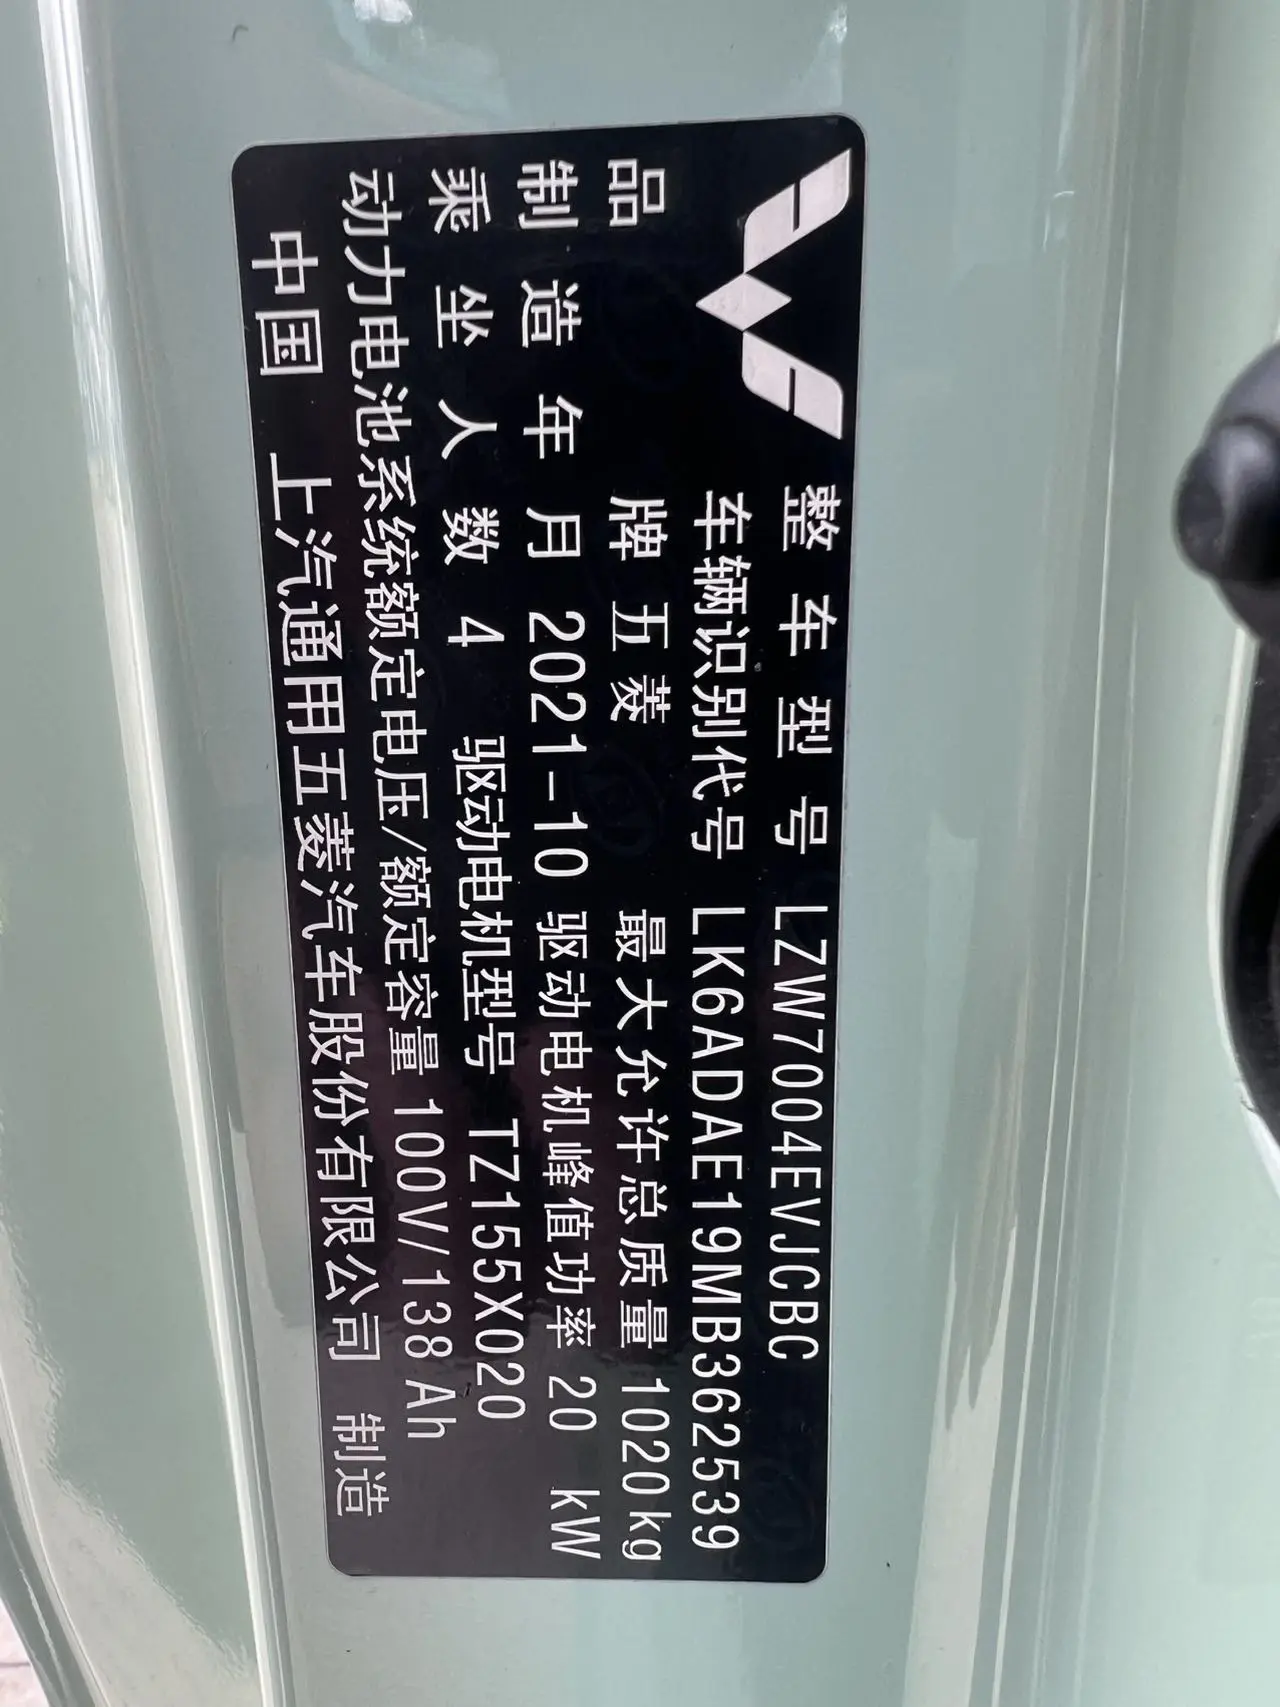 整车型号 LZW7004EVJCBC
车辆识别代号 LK6ADAE19MB362539
品牌 五菱 最大允许总质量 1020kg
制造年月 2021-10 驱动电机峰值功率 20 kW
乘坐人数 4 驱动电机型号 TZ155X020
动力电池系统额定电压/额定容量 100V/138Ah
中国 上汽通用五菱汽车股份有限公司 制造